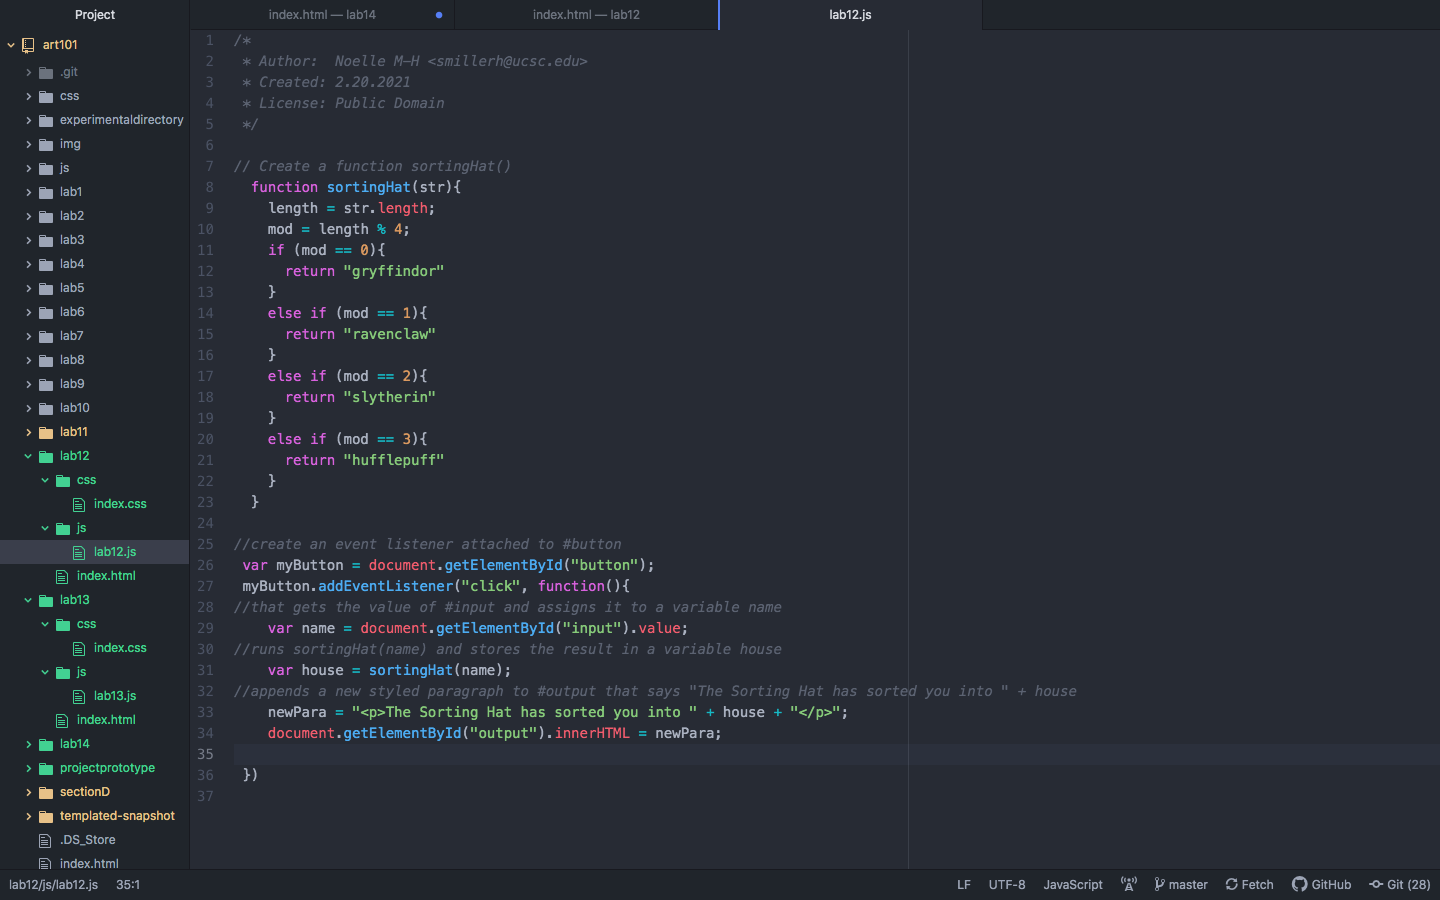 Project
art101
.git
css
experimentaldirectory
img
js
lab1
lab2
lab3
lab4
lab5
lab6
lab7
lab8
lab9
lab10
lab11
lab12
css
index.css
js
lab12.js
index.html
lab13
css
index.css
js
lab13.js
index.html
lab14
projectprototype
sectionD
templated-snapshot
.DS_Store
index.html
index.html — lab14
index.html — lab12
lab12.js
1 /*
2  * Author:  Noelle M-H <smillerh@ucsc.edu>
3  * Created: 2.20.2021
4  * License: Public Domain
5  */
6
7 // Create a function sortingHat()
8   function sortingHat(str){
9     length = str.length;
10     mod = length % 4;
11     if (mod == 0){
12       return "gryffindor"
13     }
14     else if (mod == 1){
15       return "ravenclaw"
16     }
17     else if (mod == 2){
18       return "slytherin"
19     }
20     else if (mod == 3){
21       return "hufflepuff"
22     }
23   }
24
25 //create an event listener attached to #button
26  var myButton = document.getElementById("button");
27  myButton.addEventListener("click", function(){
28 //that gets the value of #input and assigns it to a variable name
29     var name = document.getElementById("input").value;
30 //runs sortingHat(name) and stores the result in a variable house
31     var house = sortingHat(name);
32 //appends a new styled paragraph to #output that says "The Sorting Hat has sorted you into " + house
33     newPara = "<p>The Sorting Hat has sorted you into " + house + "</p>";
34     document.getElementById("output").innerHTML = newPara;
35
36  })
37
lab12/js/lab12.js 35:1 LF UTF-8 JavaScript master Fetch GitHub Git (28)